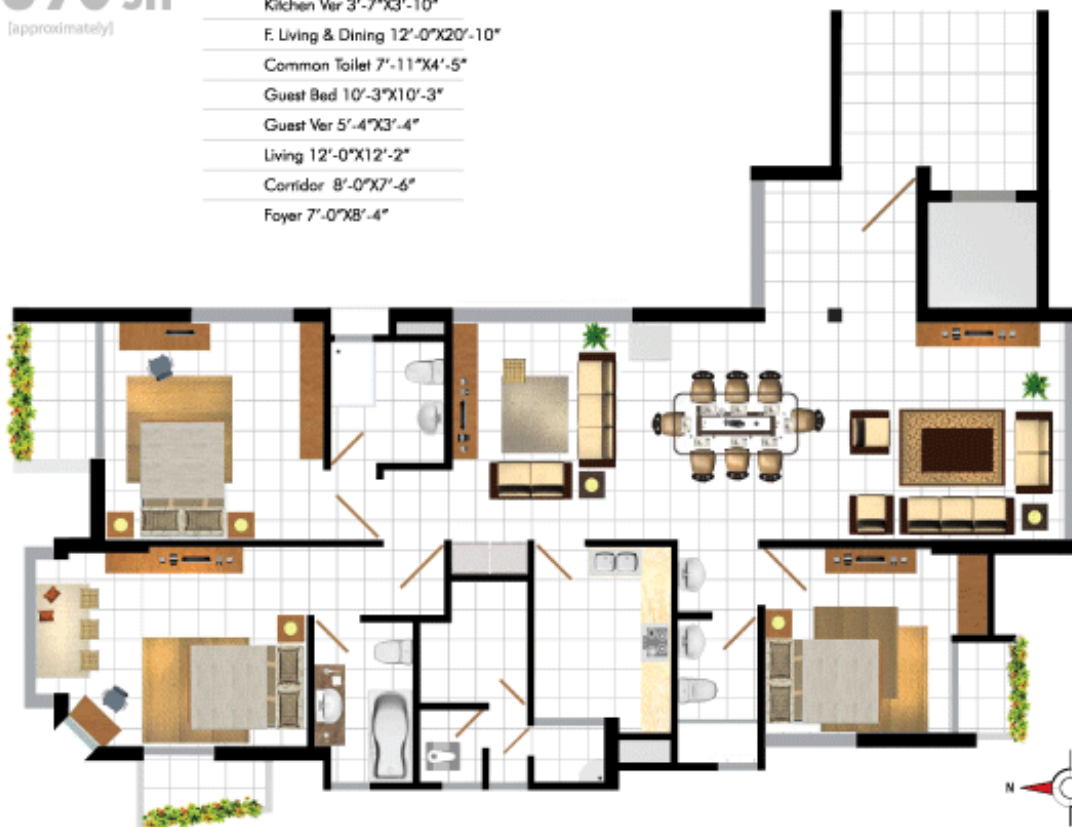 sft
[approximately]
Kitchen Ver 3'-7"X3'-10"
F. Living & Dining 12'-0"X20'-10"
Common Toilet 7'-11"X4'-5"
Guest Bed 10'-3"X10'-3"
Guest Ver 5'-4"X3'-4"
Living 12'-0"X12'-2"
Corridor 8'-0"X7'-6"
Foyer 7'-0"X8'-4"
N